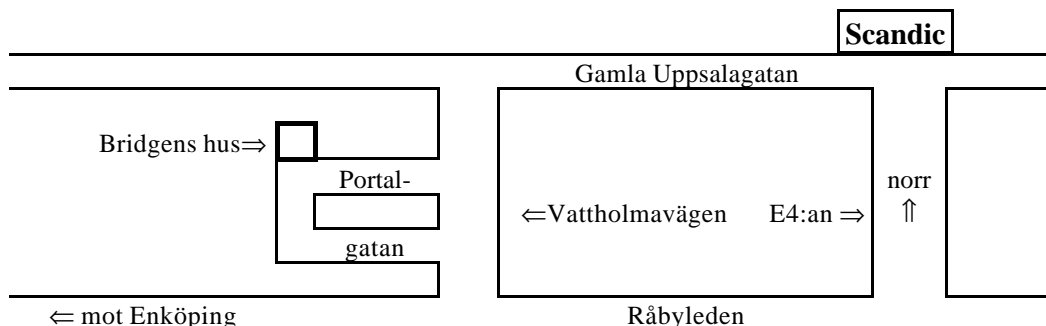 Scandic
Gamla Uppsalagatan
Bridgens hus⇒
Portal-
norr
⇐Vattholmavägen E4:an ⇒
⇑
gatan
⇐ mot Enköping Råbyleden